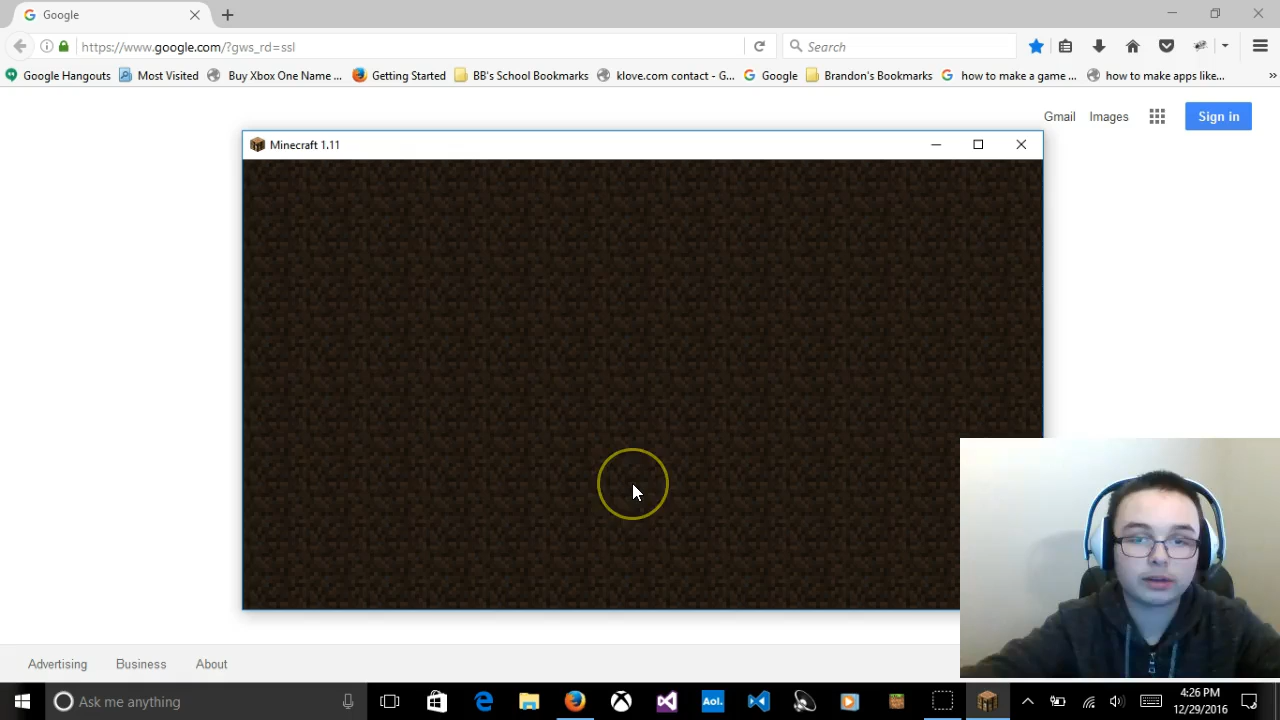 Google
https://www.google.com/?gws_rd=ssl
Search
Google Hangouts Most Visited Buy Xbox One Name ... Getting Started BB's School Bookmarks klove.com contact - G... Google Brandon's Bookmarks how to make a game ... how to make apps like...
Gmail Images Sign in
Minecraft 1.11
Advertising Business About
Ask me anything
Aol.
4:26 PM
12/29/2016